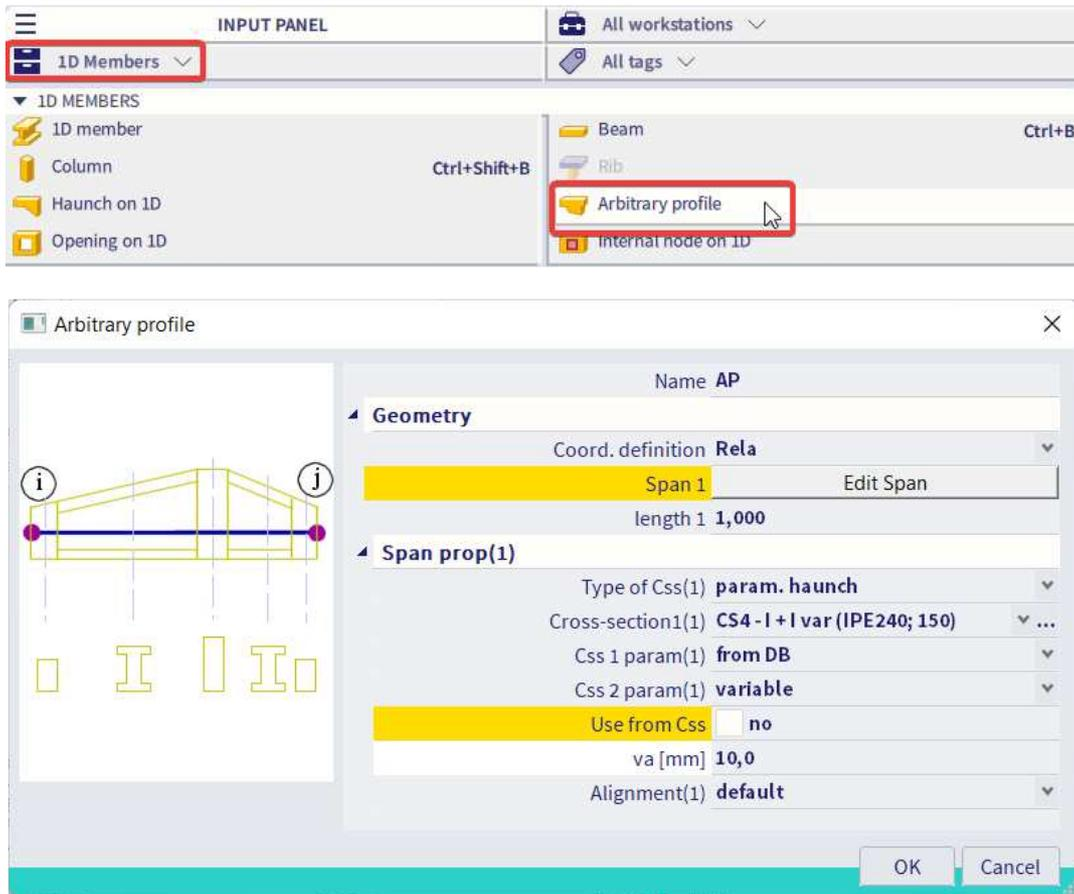 INPUT PANEL
All workstations
1D Members
All tags
1D MEMBERS
1D member
Beam Ctrl+B
Column Ctrl+Shift+B
Rib
Haunch on 1D
Arbitrary profile
Opening on 1D
Internal node on 1D
Arbitrary profile
Name AP
Geometry
Coord. definition Rela
Span 1 Edit Span
length 1 1,000
Span prop(1)
Type of Css(1) param. haunch
Cross-section1(1) CS4 - I + I var (IPE240; 150) ...
Css 1 param(1) from DB
Css 2 param(1) variable
Use from Css no
va [mm] 10,0
Alignment(1) default
i
j
OK Cancel